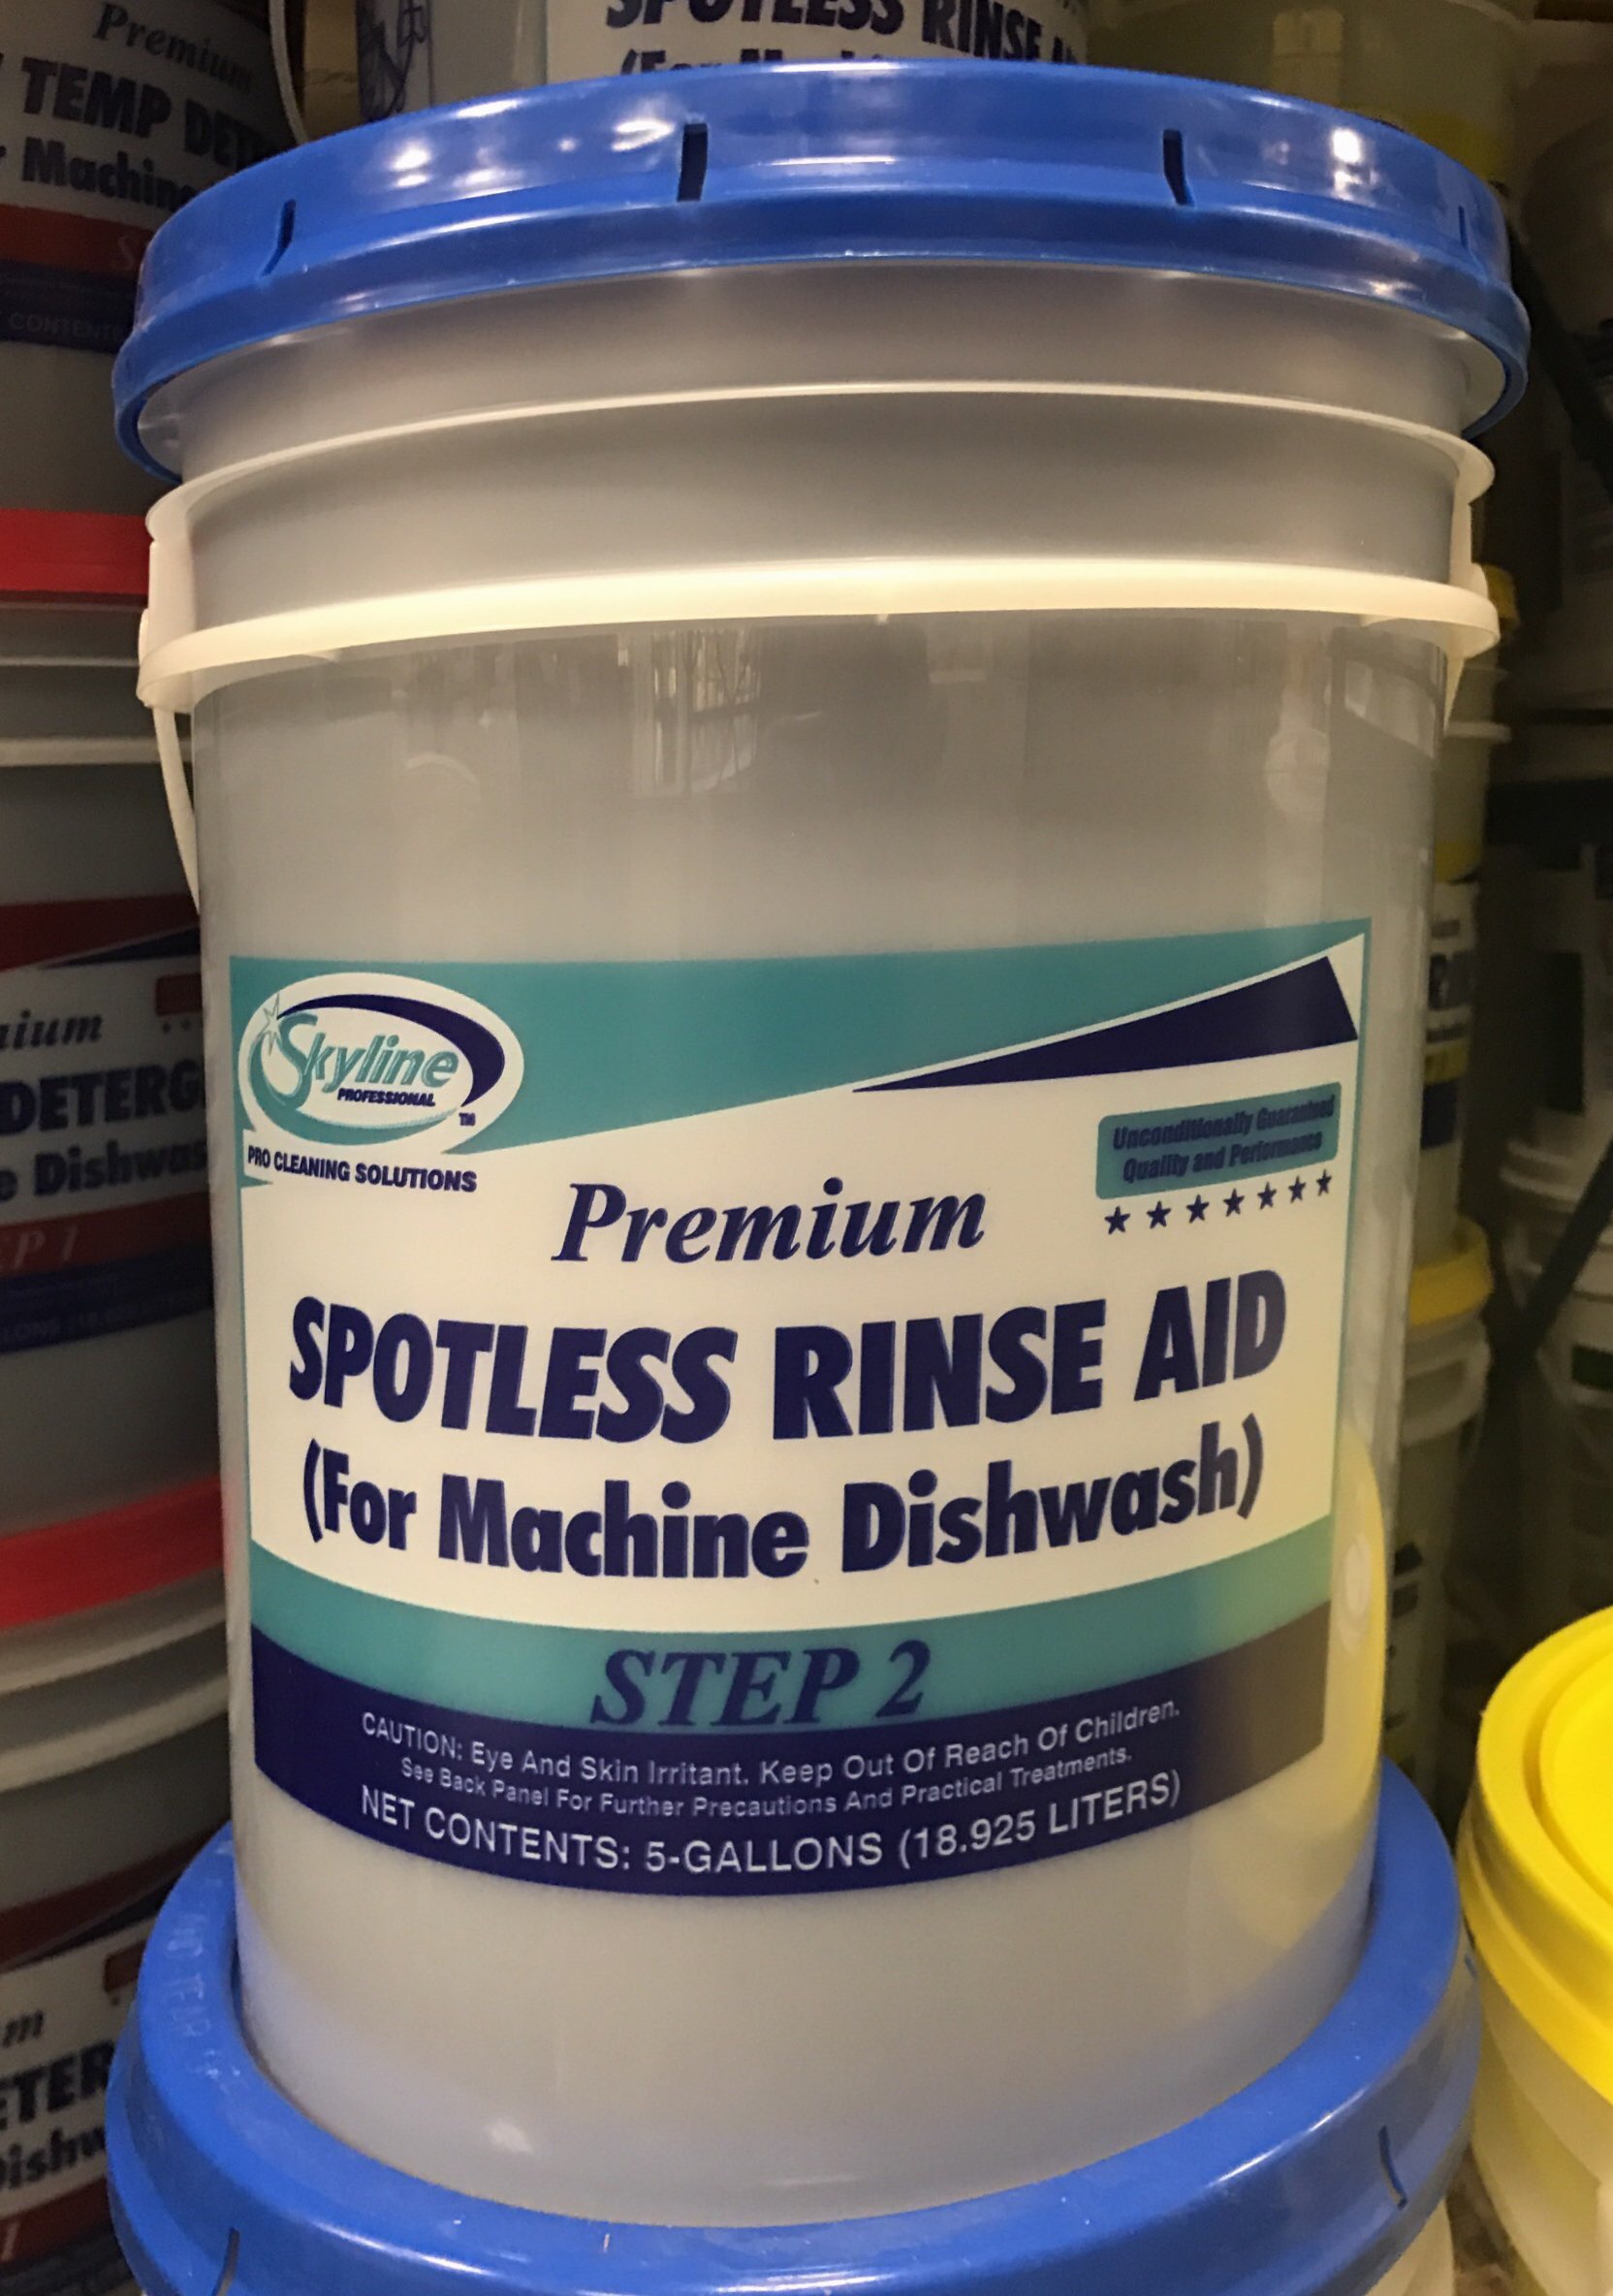 SPOTLESS RINSE
Premium
TEMP
Machine
Skyline
PROFESSIONAL
TM
PRO CLEANING SOLUTIONS
Unconditionally Guaranteed
Quality and Performance
Premium
SPOTLESS RINSE AID
(For Machine Dishwash)
STEP 2
CAUTION: Eye And Skin Irritant. Keep Out Of Reach Of Children.
See Back Panel For Further Precautions And Practical Treatments.
NET CONTENTS: 5-GALLONS (18.925 LITERS)